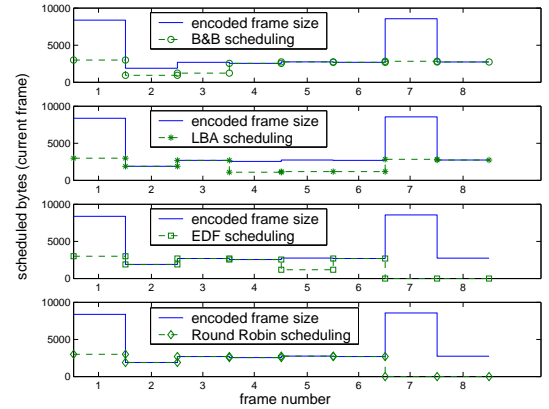 10000
5000
0
encoded frame size
B&B scheduling
1 2 3 4 5 6 7 8
10000
5000
0
encoded frame size
LBA scheduling
1 2 3 4 5 6 7 8
10000
5000
0
encoded frame size
EDF scheduling
1 2 3 4 5 6 7 8
10000
5000
0
encoded frame size
Round Robin scheduling
1 2 3 4 5 6 7 8
frame number
scheduled bytes (current frame)